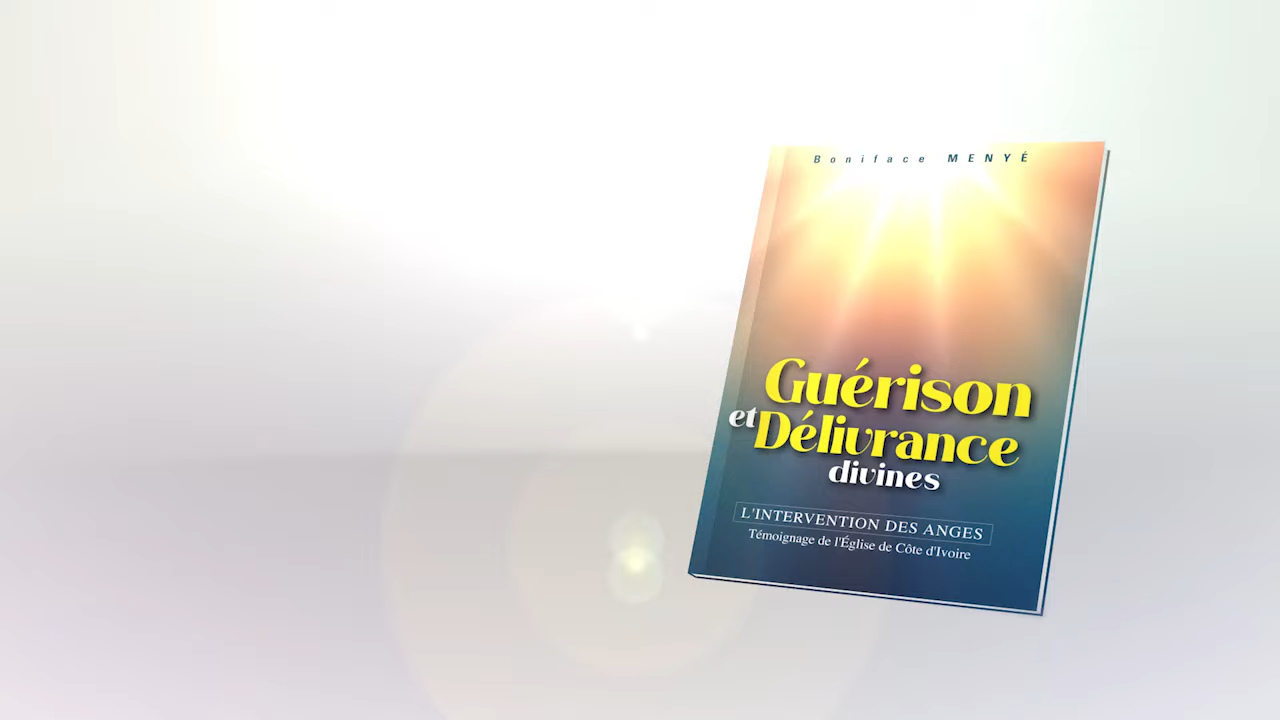 Boniface MENYÉ
Guérison
et Délivrance
divines
L'INTERVENTION DES ANGES
Témoignage de l'Église de Côte d'Ivoire